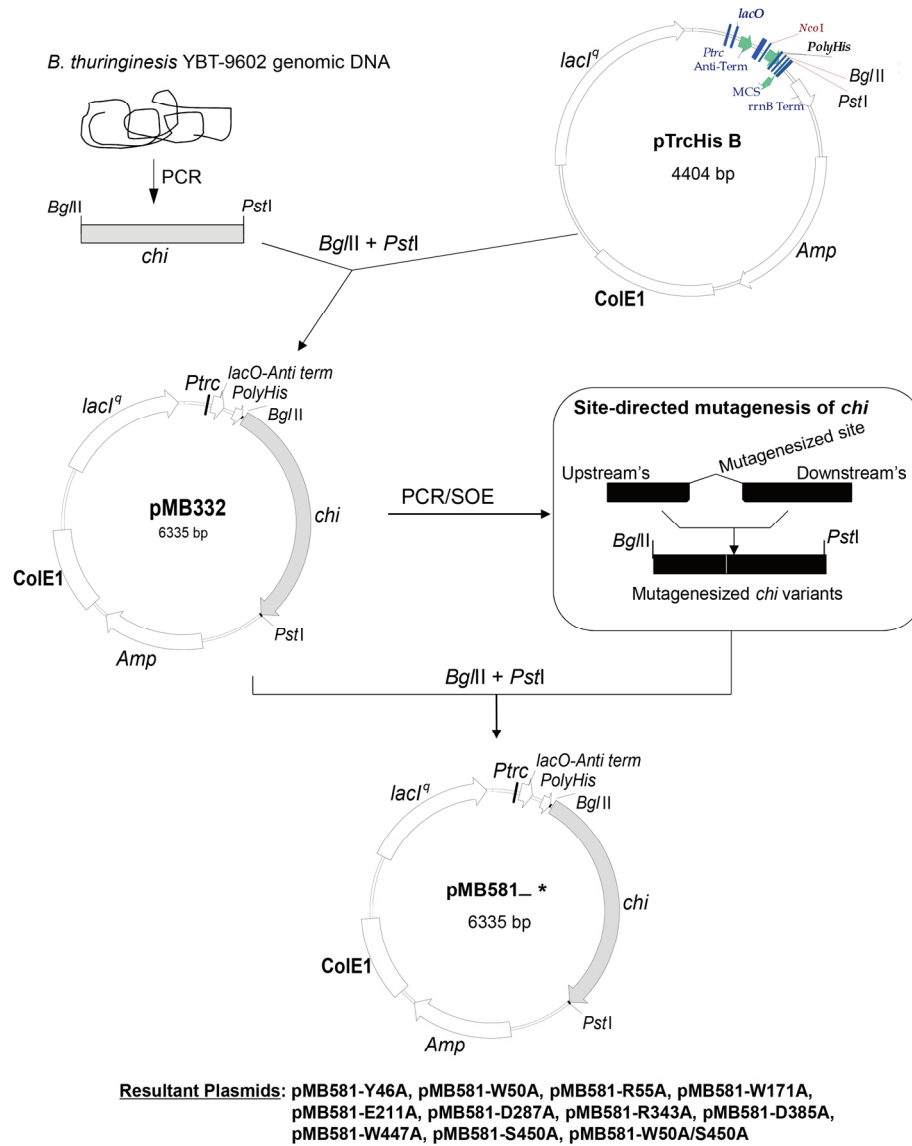 B. thuringinesis YBT-9602 genomic DNA
PCR
BglII
PstI
chi
lacO
NcoI
Ptrc
PolyHis
Anti-Term
BglII
MCS
PstI
rrnB Term
lacI^q
pTrcHis B
4404 bp
Amp
ColE1
BglII + PstI
Ptrc
lacO-Anti term
PolyHis
BglII
lacI^q
pMB332
6335 bp
chi
ColE1
PstI
Amp
PCR/SOE
Site-directed mutagenesis of chi
Mutagenesized site
Upstream's
Downstream's
BglII
PstI
Mutagenesized chi variants
BglII + PstI
Ptrc
lacO-Anti term
PolyHis
BglII
lacI^q
pMB581_ *
6335 bp
chi
ColE1
PstI
Amp
Resultant Plasmids: pMB581-Y46A, pMB581-W50A, pMB581-R55A, pMB581-W171A,
pMB581-E211A, pMB581-D287A, pMB581-R343A, pMB581-D385A,
pMB581-W447A, pMB581-S450A, pMB581-W50A/S450A